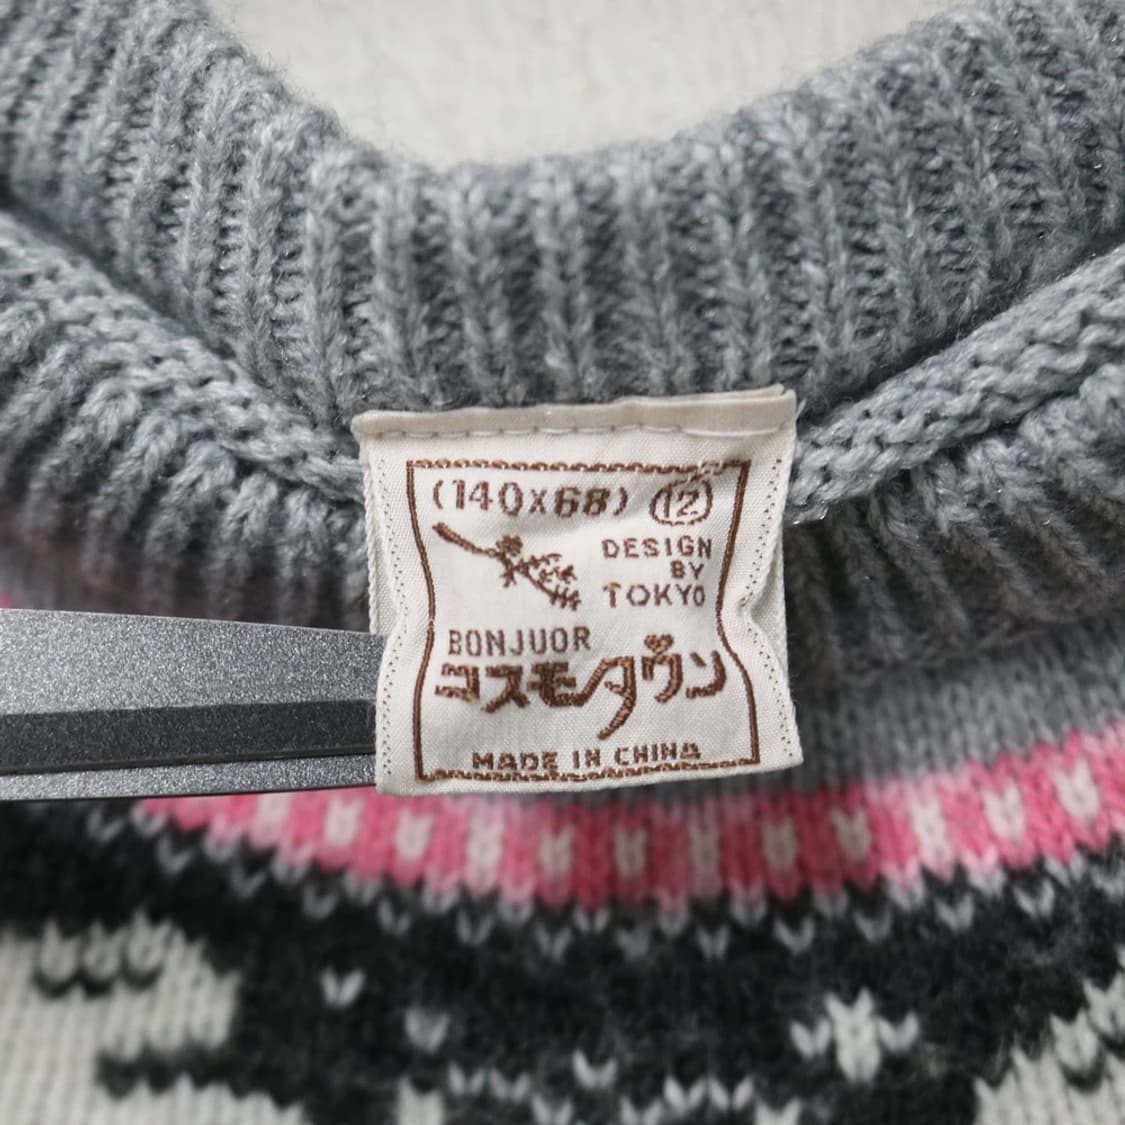 (140x68) 12
DESIGN
BY
TOKYO
BONJUOR
コスモタウン
MADE IN CHINA